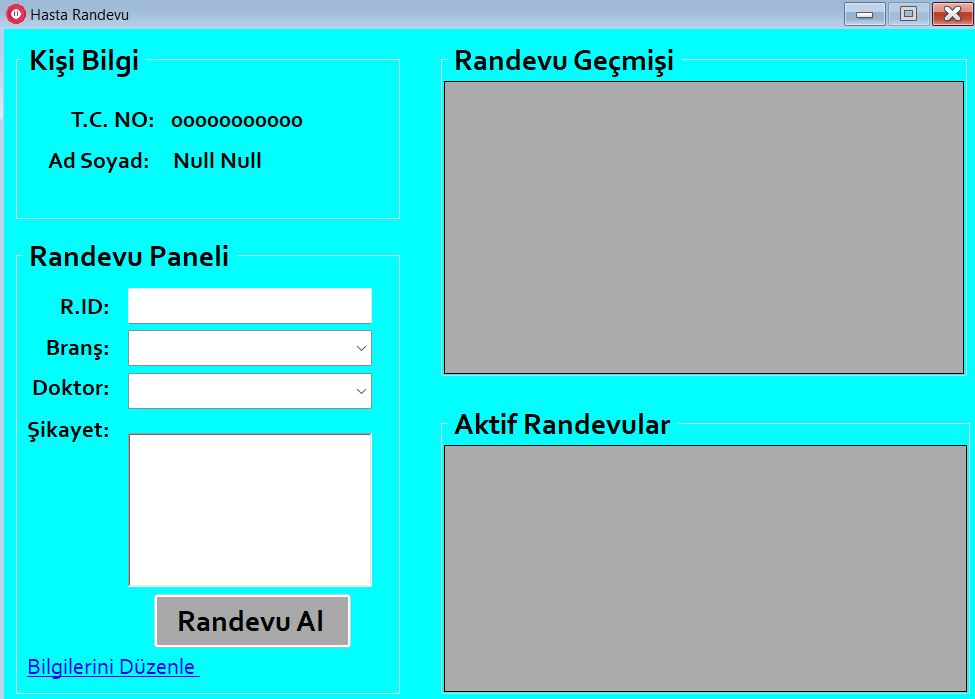 Hasta Randevu
Kişi Bilgi
T.C. NO: 00000000000
Ad Soyad: Null Null
Randevu Paneli
R.ID:
Branş:
Doktor:
Şikayet:
Randevu Al
Bilgilerini Düzenle
Randevu Geçmişi
Aktif Randevular